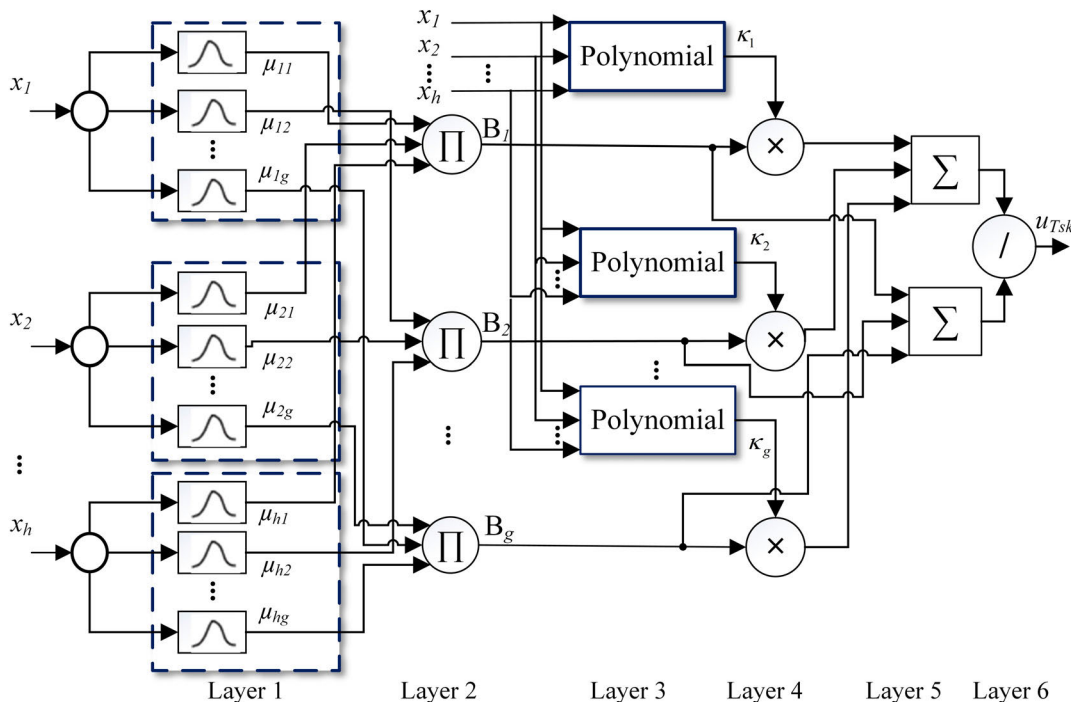 x1
μ11
μ12
...
μ1g
x2
μ21
μ22
...
μ2g
...
xh
μh1
μh2
...
μhg
∏
B1
∏
B2
...
∏
Bg
x1
x2
... ...
xh
Polynomial
κ1
×
...
Polynomial
κ2
×
...
...
Polynomial
κg
×
∑
∑
/
uTsk
Layer 1
Layer 2
Layer 3
Layer 4
Layer 5
Layer 6